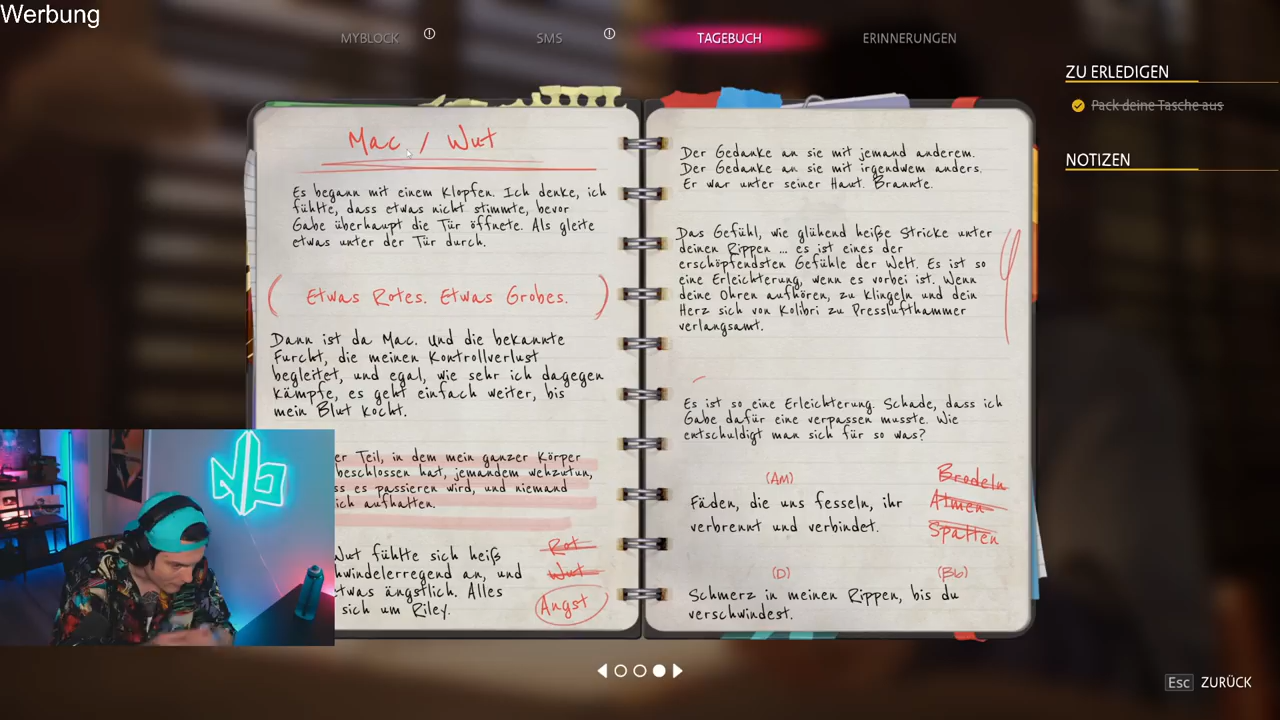 Werbung
MYBLOCK
SMS
TAGEBUCH
ERINNERUNGEN
ZU ERLEDIGEN
Pack deine Tasche aus
NOTIZEN
Mac / Wut
Es begann mit einem Klopfen. Ich denke, ich
fühlte, dass etwas nicht stimmte, bevor
Gabe überhaupt die Tür öffnete. Als gleite
etwas unter der Tür durch.
(Etwas Rotes. Etwas Grobes.)
Dann ist da Mac. Und die bekannte
Furcht, die meinen Kontrollverlust
begleitet, und egal, wie sehr ich dagegen
kämpfe, es geht einfach weiter, bis
mein Blut kocht.
er Teil, in dem mein ganzer Körper
beschlossen hat, jemandem wehzutun,
ss es passieren wird, und niemand
ich aufhalten.
Wut fühlte sich heiß
hwindelerregend an, und
twas ängstlich. Alles
sich um Riley.
Rot
Wut
Angst
Der Gedanke an sie mit jemand anderem.
Der Gedanke an sie mit irgendwem anders.
Er war unter seiner Haut. Brannte.
Das Gefühl, wie glühend heiße Stricke unter
deinen Rippen ... es ist eines der
erschöpfendsten Gefühle der Welt. Es ist so
eine Erleichterung, wenn es vorbei ist. Wenn
deine Ohren aufhören, zu klingeln und dein
Herz sich von Kolibri zu Presslufthammer
verlangsamt.
Es ist so eine Erleichterung. Schade, dass ich
Gabe dafür eine verpassen musste. Wie
entschuldigt man sich für so was?
(Am)
Fäden, die uns fesseln, ihr
verbrennt und verbindet.
Brodeln
Atmen
Spalten
(D)
(Bb)
Schmerz in meinen Rippen, bis du
verschwindest.
Esc ZURÜCK